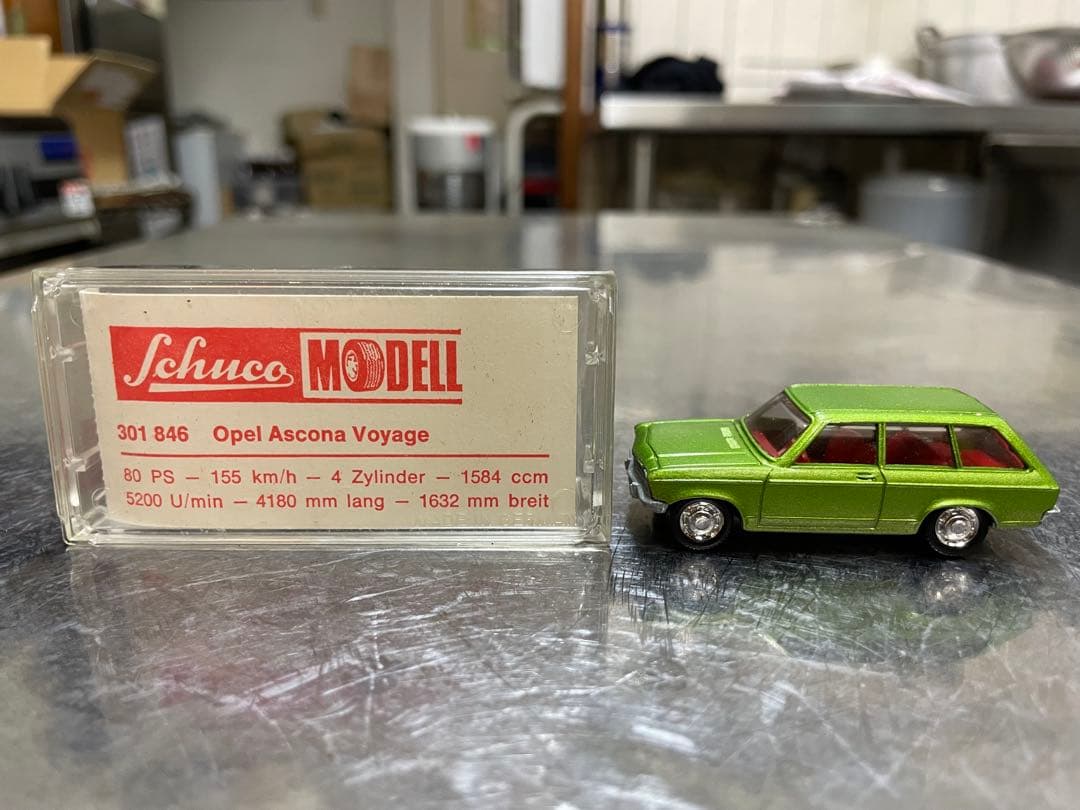 Schuco MODELL
301 846 Opel Ascona Voyage
80 PS — 155 km/h — 4 Zylinder — 1584 ccm
5200 U/min — 4180 mm lang — 1632 mm breit